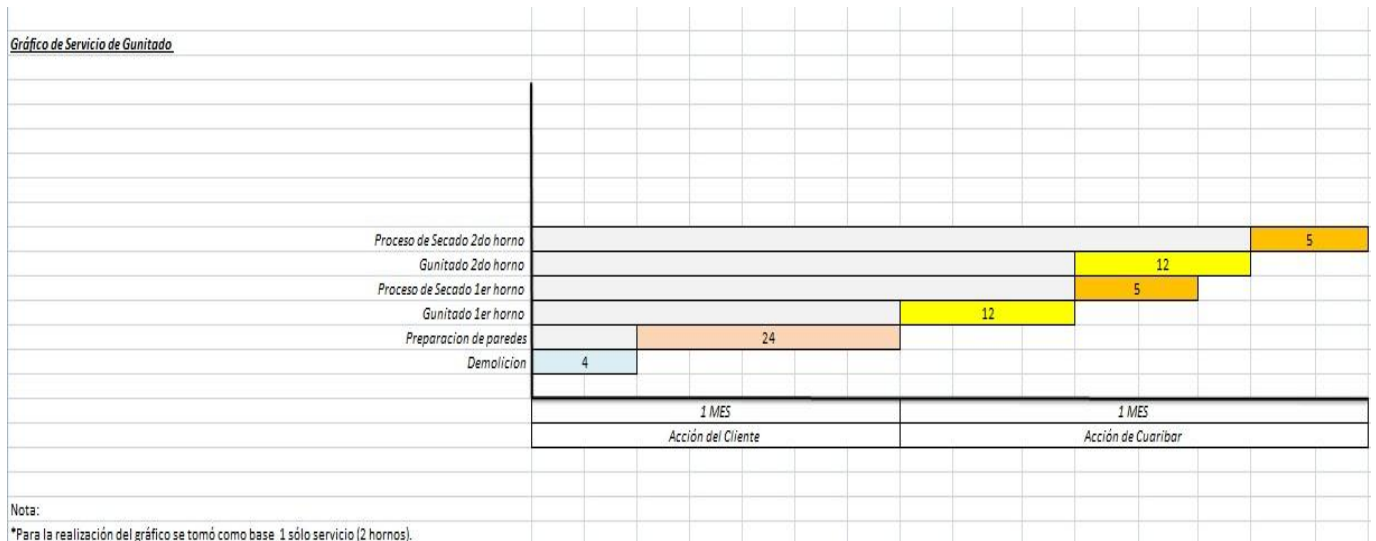 Gráfico de Servicio de Gunitado
Proceso de Secado 2do horno 5
Gunitado 2do horno 12
Proceso de Secado 1er horno 5
Gunitado 1er horno 12
Preparacion de paredes 24
Demolicion 4
1 MES 1 MES
Acción del Cliente Acción de Cuaribar
Nota:
*Para la realización del gráfico se tomó como base 1 sólo servicio (2 hornos).